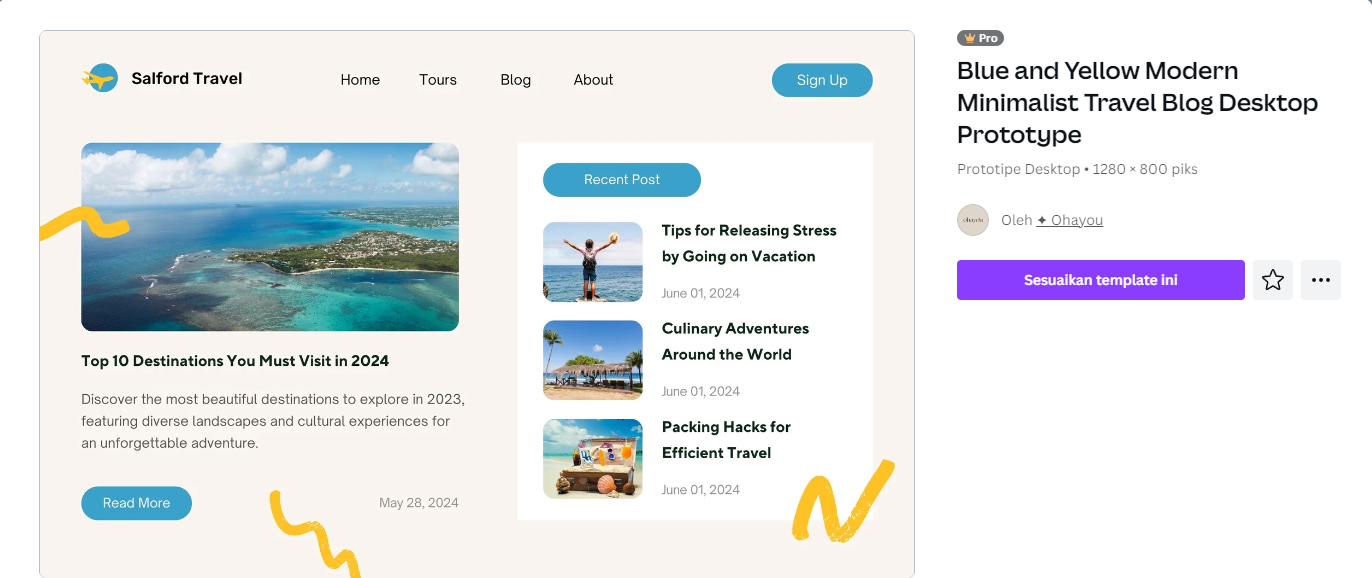 Salford Travel
Home
Tours
Blog
About
Sign Up
Top 10 Destinations You Must Visit in 2024
Discover the most beautiful destinations to explore in 2023,
featuring diverse landscapes and cultural experiences for
an unforgettable adventure.
Read More
May 28, 2024
Recent Post
Tips for Releasing Stress
by Going on Vacation
June 01, 2024
Culinary Adventures
Around the World
June 01, 2024
Packing Hacks for
Efficient Travel
June 01, 2024
Pro
Blue and Yellow Modern
Minimalist Travel Blog Desktop
Prototype
Prototipe Desktop • 1280 × 800 piks
ohayou
Oleh ✦ Ohayou
Sesuaikan template ini